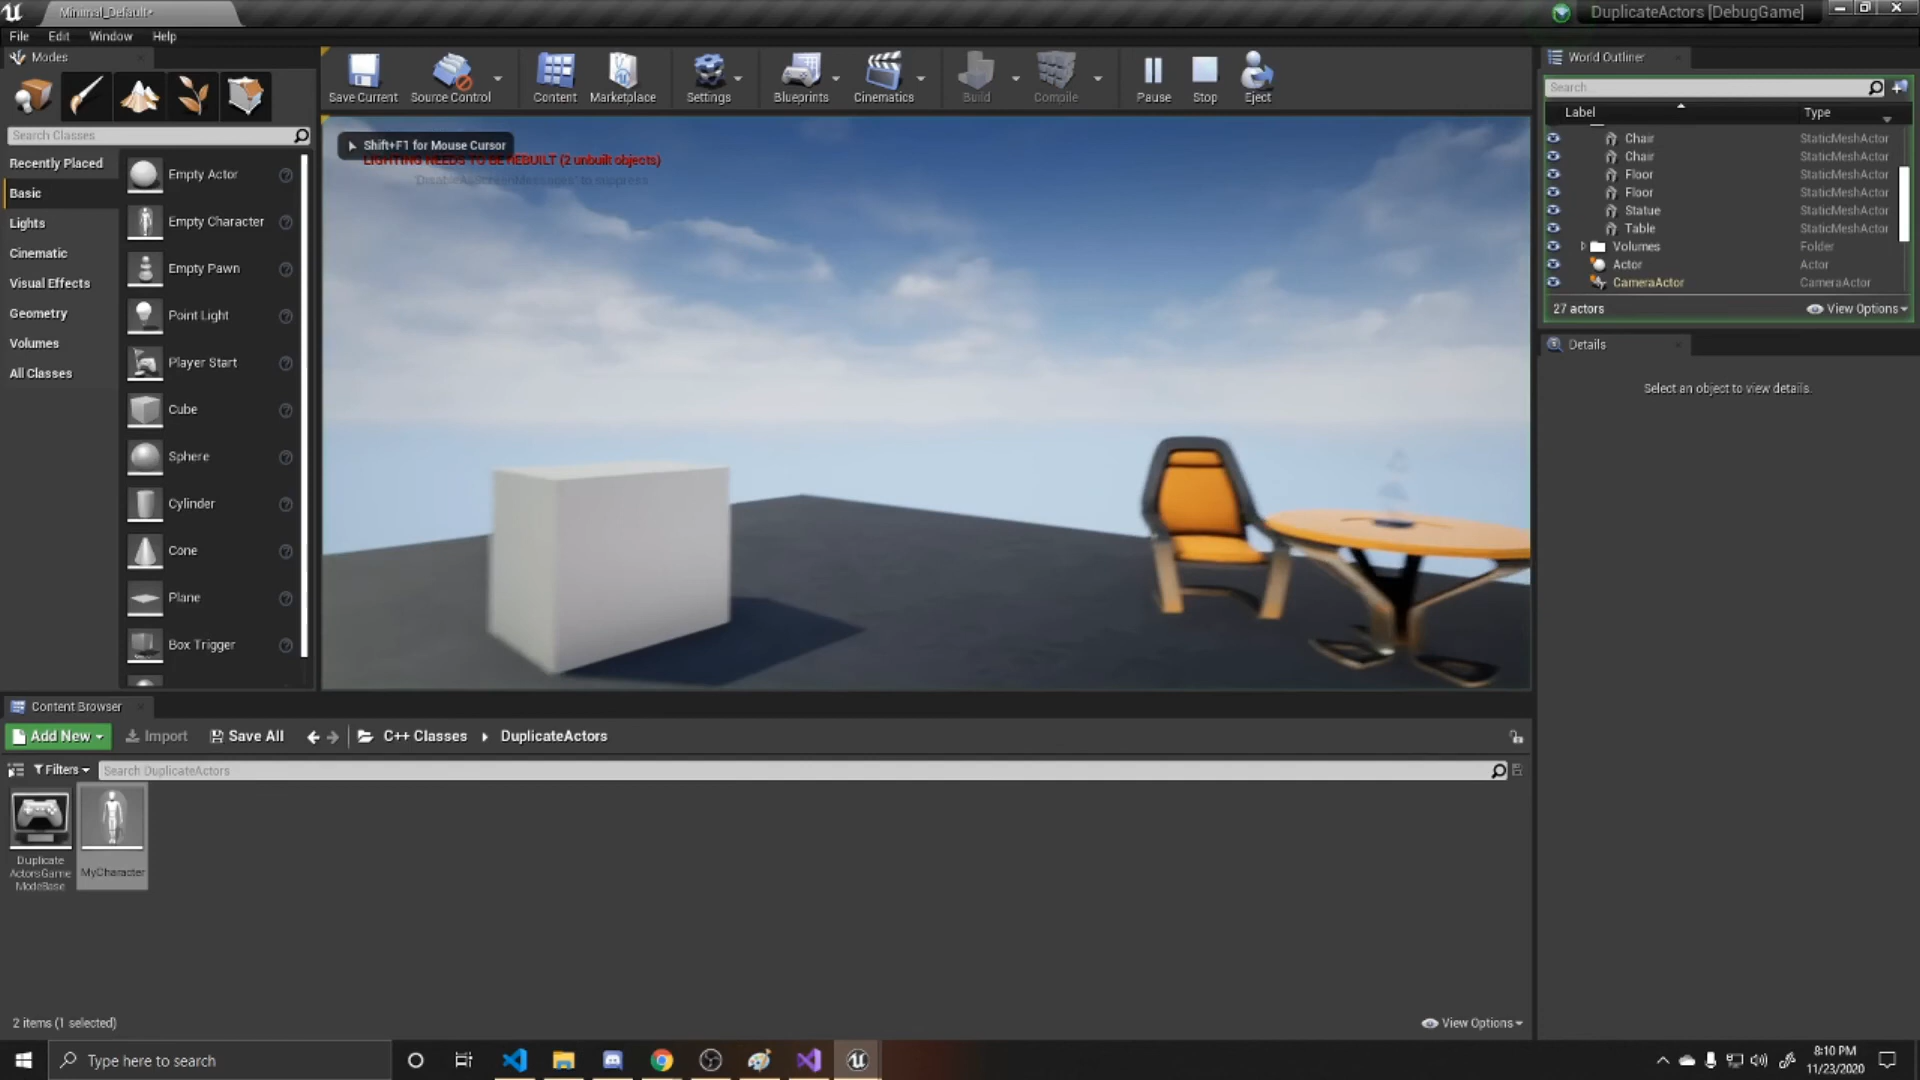 Minimal_Default*
DuplicateActors [DebugGame]
File Edit Window Help
Modes
World Outliner
Save Current
Source Control
Content
Marketplace
Settings
Blueprints
Cinematics
Build
Compile
Pause
Stop
Eject
Search Classes
Recently Placed
Basic
Lights
Cinematic
Visual Effects
Geometry
Volumes
All Classes
Empty Actor
Empty Character
Empty Pawn
Point Light
Player Start
Cube
Sphere
Cylinder
Cone
Plane
Box Trigger
Shift+F1 for Mouse Cursor
LIGHTING NEEDS TO BE REBUILT (2 unbuilt objects)
'DisableAllScreenMessages' to suppress
Search
Label Type
Chair StaticMeshActor
Chair StaticMeshActor
Floor StaticMeshActor
Floor StaticMeshActor
Statue StaticMeshActor
Table StaticMeshActor
Volumes Folder
Actor Actor
CameraActor CameraActor
27 actors
View Options
Details
Select an object to view details.
Content Browser
Add New
Import
Save All
C++ Classes
DuplicateActors
Filters
Search DuplicateActors
Duplicate
ActorsGame
ModeBase
MyCharacter
2 items (1 selected)
View Options
Type here to search
8:10 PM
11/23/2020